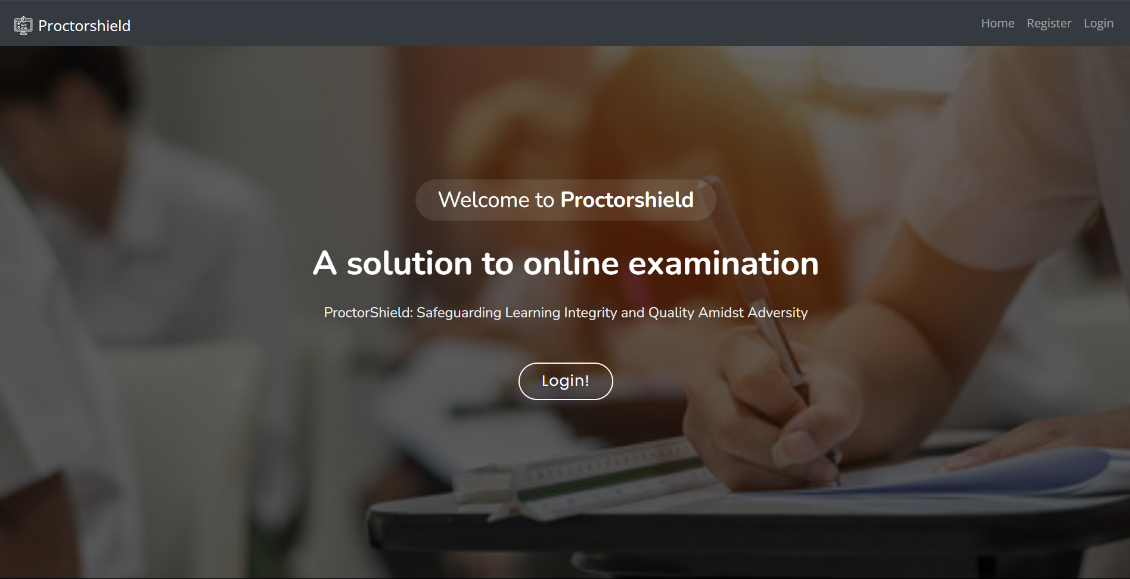 Proctorshield
Home Register Login
Welcome to Proctorshield
A solution to online examination
ProctorShield: Safeguarding Learning Integrity and Quality Amidst Adversity
Login!